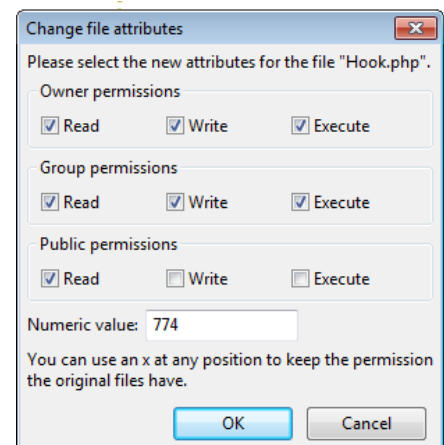 Change file attributes
Please select the new attributes for the file "Hook.php".
Owner permissions
Read Write Execute
Group permissions
Read Write Execute
Public permissions
Read Write Execute
Numeric value: 774
You can use an x at any position to keep the permission
the original files have.
OK Cancel